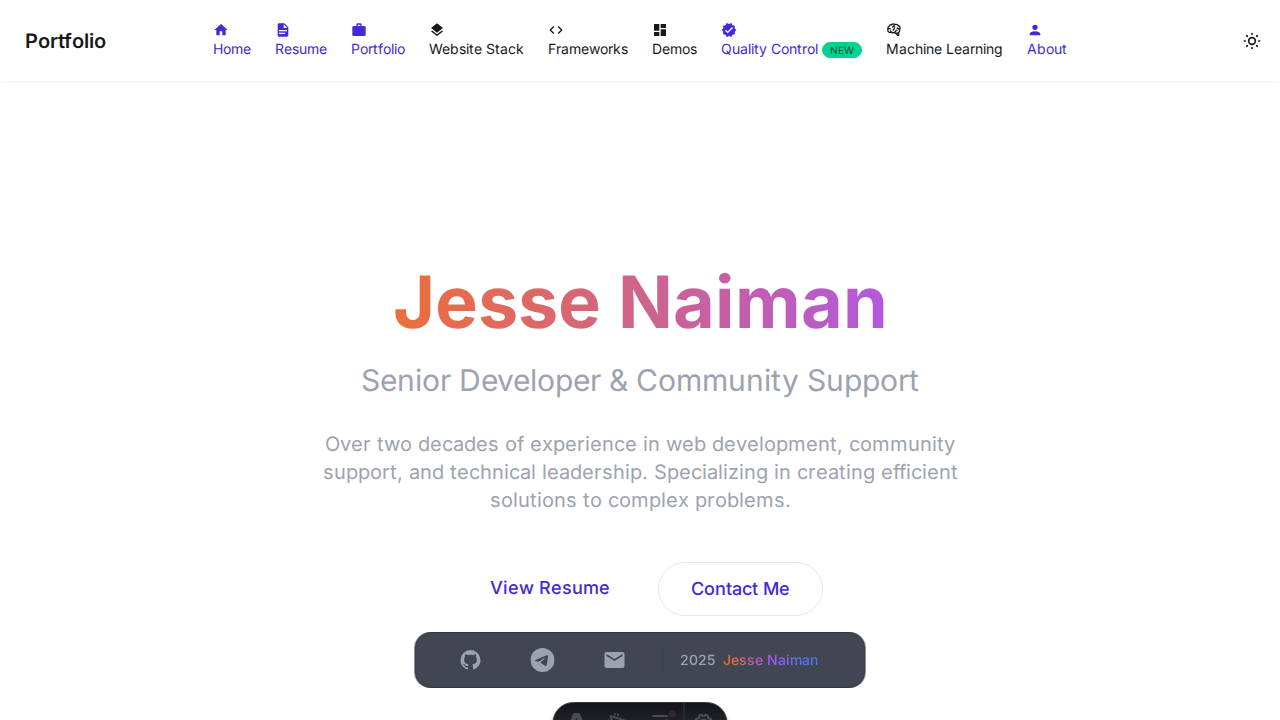 Portfolio
Home
Resume
Portfolio
Website Stack
Frameworks
Demos
Quality Control NEW
Machine Learning
About
Jesse Naiman
Senior Developer & Community Support
Over two decades of experience in web development, community
support, and technical leadership. Specializing in creating efficient
solutions to complex problems.
View Resume
Contact Me
2025 Jesse Naiman